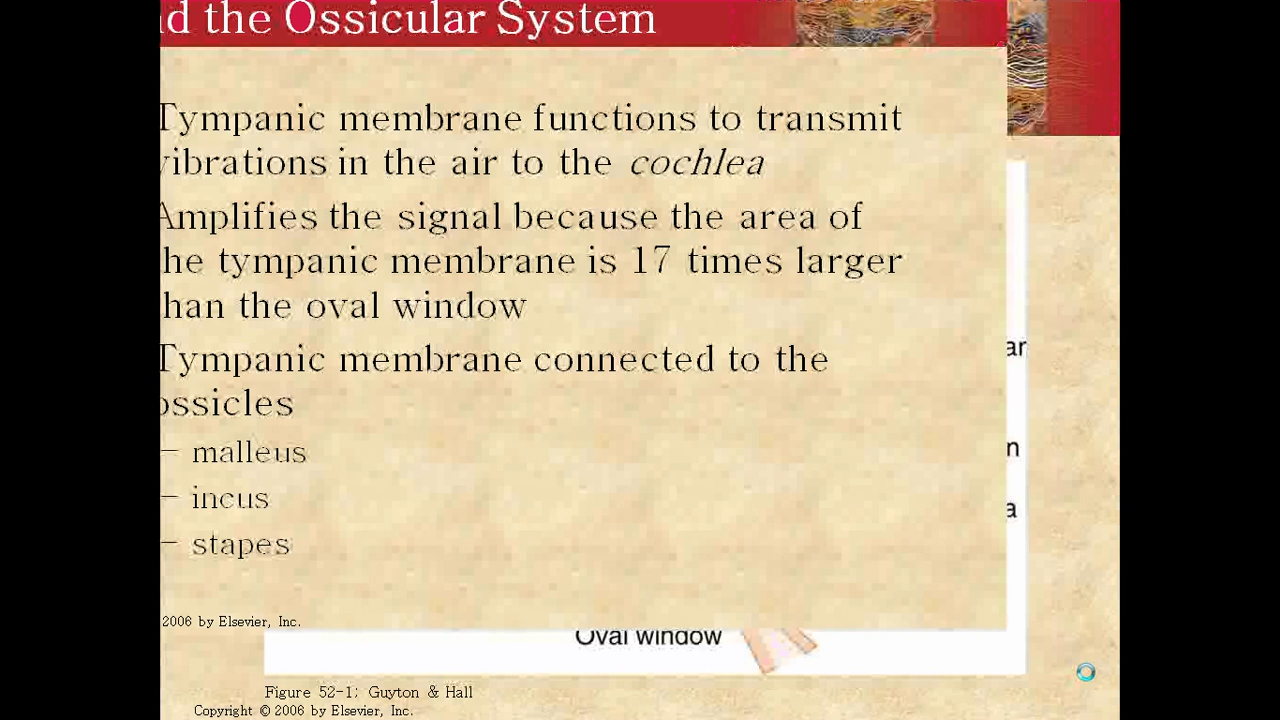 d the Ossicular System
Tympanic membrane functions to transmit
vibrations in the air to the cochlea
Amplifies the signal because the area of
he tympanic membrane is 17 times larger
han the oval window
Tympanic membrane connected to the
ossicles
– malleus
– incus
– stapes
ar
n
a
2006 by Elsevier, Inc.
Oval window
Figure 52-1; Guyton & Hall
Copyright © 2006 by Elsevier, Inc.